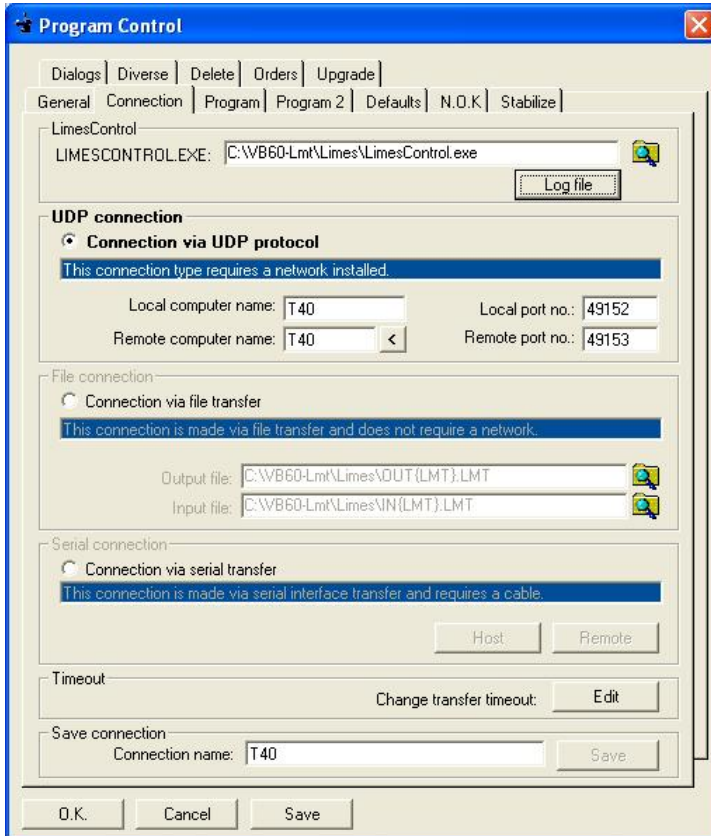 Program Control
Dialogs Diverse Delete Orders Upgrade
General Connection Program Program 2 Defaults N.O.K Stabilize
LimesControl
LIMESCONTROL.EXE: C:\VB60-Lmt\Limes\LimesControl.exe
Log file
UDP connection
Connection via UDP protocol
This connection type requires a network installed.
Local computer name: T40 Local port no.: 49152
Remote computer name: T40 < Remote port no.: 49153
File connection
Connection via file transfer
This connection is made via file transfer and does not require a network.
Output file: C:\VB60-Lmt\Limes\OUT{LMT}.LMT
Input file: C:\VB60-Lmt\Limes\IN{LMT}.LMT
Serial connection
Connection via serial transfer
This connection is made via serial interface transfer and requires a cable.
Host Remote
Timeout
Change transfer timeout: Edit
Save connection
Connection name: T40 Save
O.K. Cancel Save